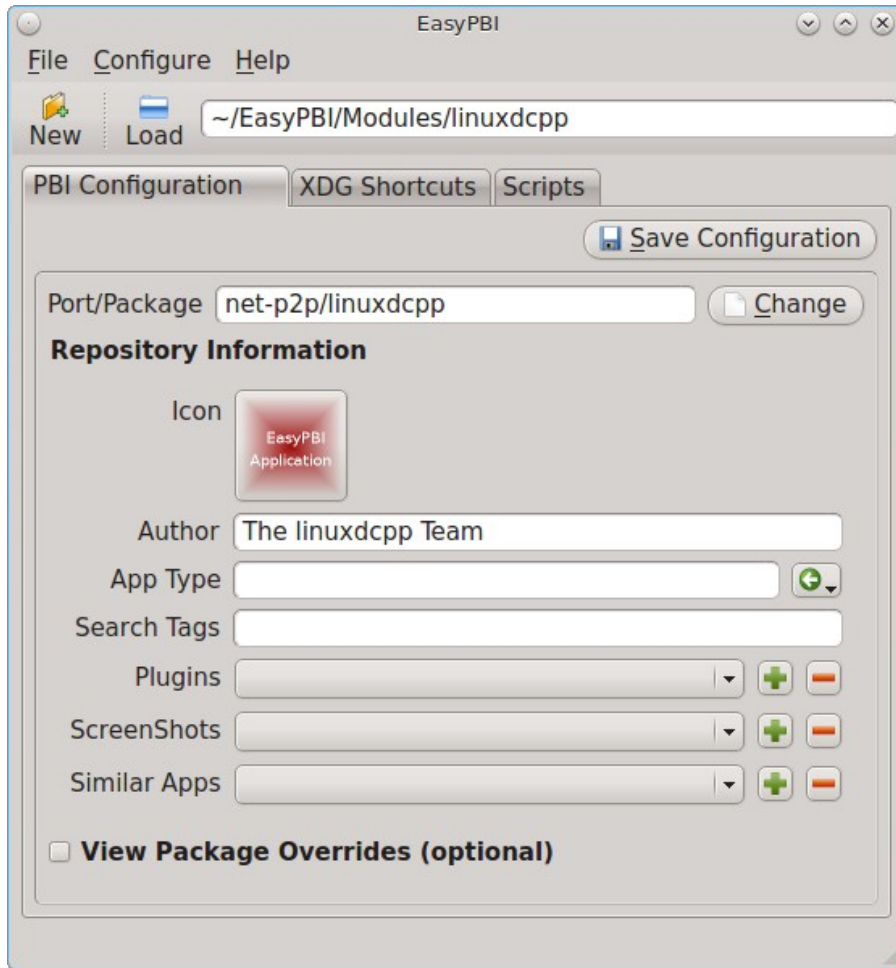 EasyPBI
File Configure Help
New Load ~/EasyPBI/Modules/linuxdcpp
PBI Configuration XDG Shortcuts Scripts
Save Configuration
Port/Package net-p2p/linuxdcpp Change
Repository Information
Icon
EasyPBI
Application
Author The linuxdcpp Team
App Type
Search Tags
Plugins
ScreenShots
Similar Apps
View Package Overrides (optional)